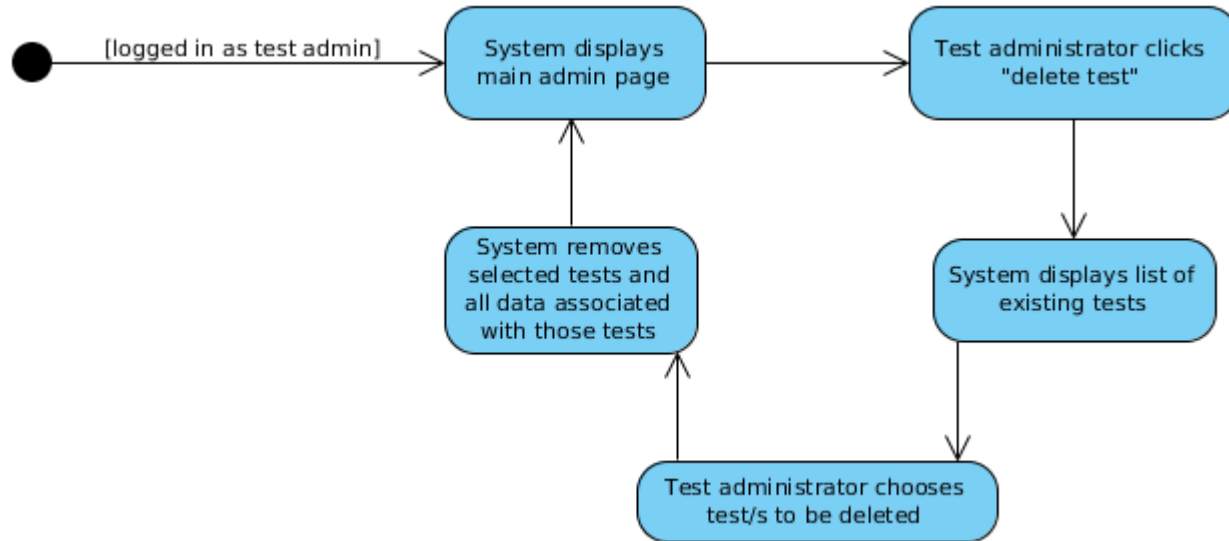 [logged in as test admin]
System displays
main admin page
Test administrator clicks
"delete test"
System displays list of
existing tests
Test administrator chooses
test/s to be deleted
System removes
selected tests and
all data associated
with those tests